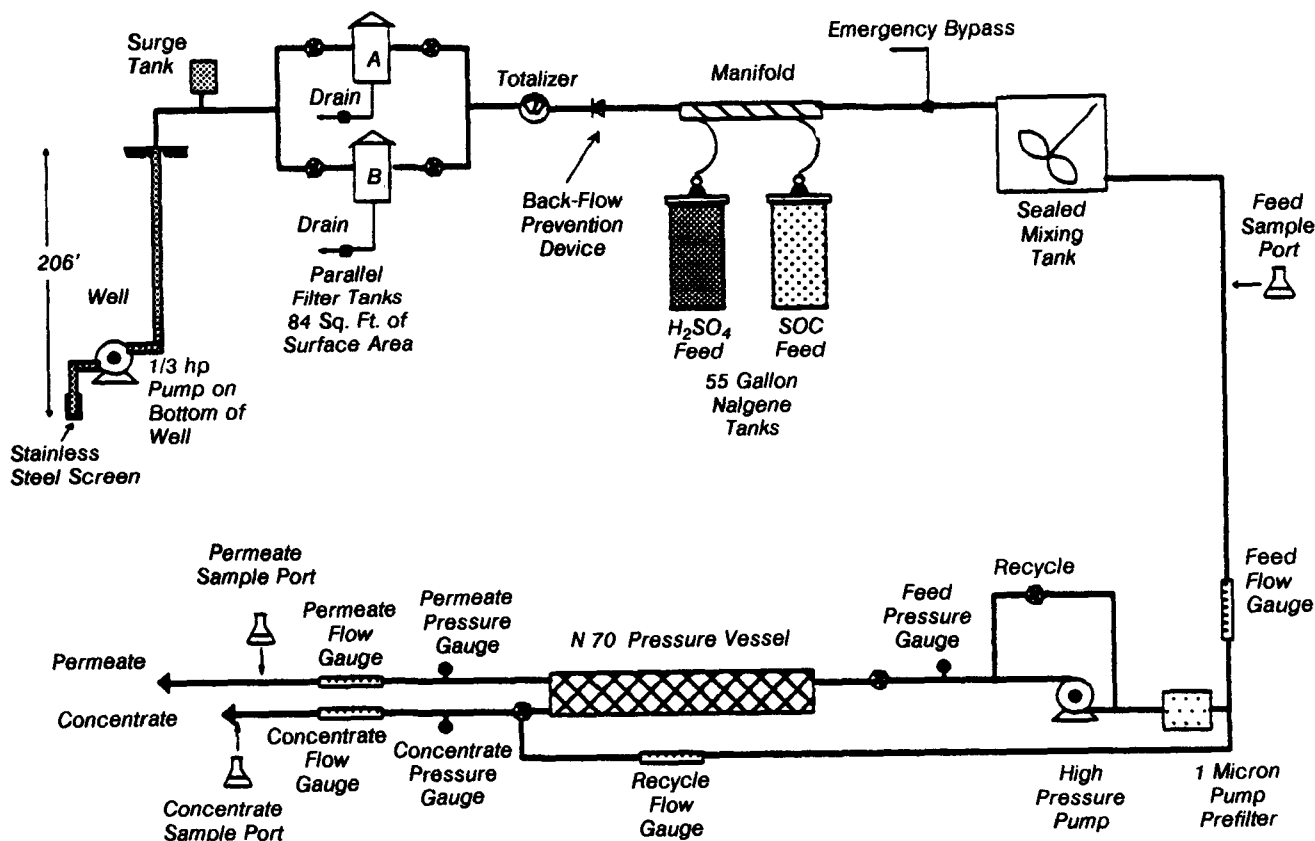 Surge
Tank
A
Drain
B
Drain
Parallel
Filter Tanks
84 Sq. Ft. of
Surface Area
206'
Well
1/3 hp
Pump on
Bottom of
Well
Stainless
Steel Screen
Totalizer
Back-Flow
Prevention
Device
Manifold
H2SO4
Feed
SOC
Feed
55 Gallon
Nalgene
Tanks
Emergency Bypass
Sealed
Mixing
Tank
Feed
Sample
Port
Feed
Flow
Gauge
Recycle
Feed
Pressure
Gauge
N 70 Pressure Vessel
Permeate
Pressure
Gauge
Permeate
Flow
Gauge
Permeate
Sample Port
Permeate
Concentrate
Concentrate
Sample Port
Concentrate
Flow
Gauge
Concentrate
Pressure
Gauge
Recycle
Flow
Gauge
High
Pressure
Pump
1 Micron
Pump
Prefilter